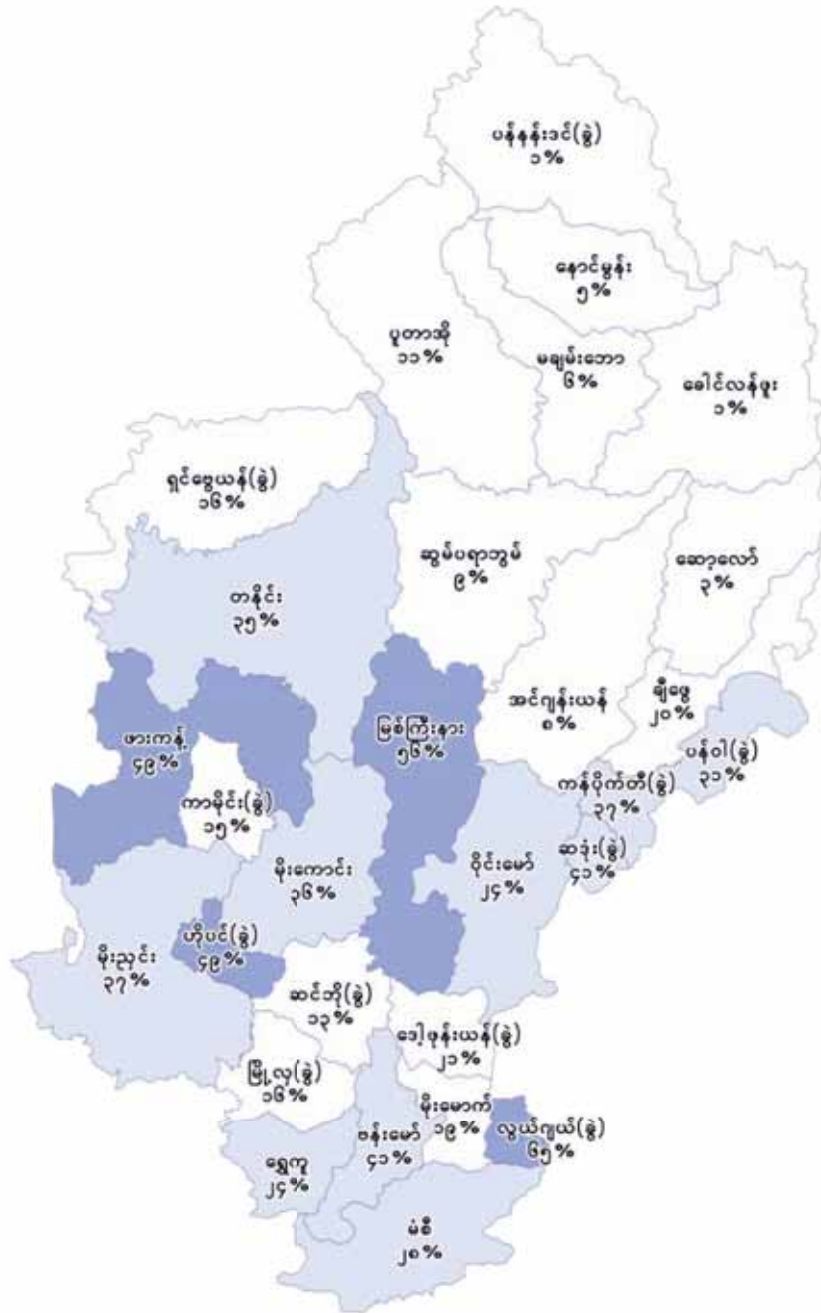 ပန်နန်းဒင်(ခွဲ)
၁%
နောင်မွန်း
၅%
ပူတာအို
၁၁%
မချမ်းဘော
၆%
ခေါင်လန်ဖူး
၁%
ရှင်ဗွေယန်(ခွဲ)
၁၆%
ဆွမ်ပရာဘွမ်
၉%
ဆော့လော်
၃%
တနိုင်း
၃၅%
အင်ဂျန်းယန်
၈%
ချီဖွေ
၂၀%
မြစ်ကြီးနား
၅၆%
ဖားကန့်
၄၉%
ပန်ဝါ(ခွဲ)
၃၁%
ကန်ပိုက်တီ(ခွဲ)
၃၇%
ကာမိုင်း(ခွဲ)
၁၅%
ဆဒုံး(ခွဲ)
၄၁%
ဝိုင်းမော်
၂၄%
မိုးကောင်း
၃၆%
ဟိုပင်(ခွဲ)
၄၉%
မိုးညှင်း
၃၇%
ဆင်ဘို(ခွဲ)
၁၃%
ဒေါ့ဖုန်းယန်(ခွဲ)
၂၁%
မြို့လှ(ခွဲ)
၁၆%
မိုးမောက်
၁၉%
လွယ်ဂျယ်(ခွဲ)
၆၅%
ဗန်းမော်
၄၁%
ရွှေကူ
၂၄%
မံစီ
၂၈%